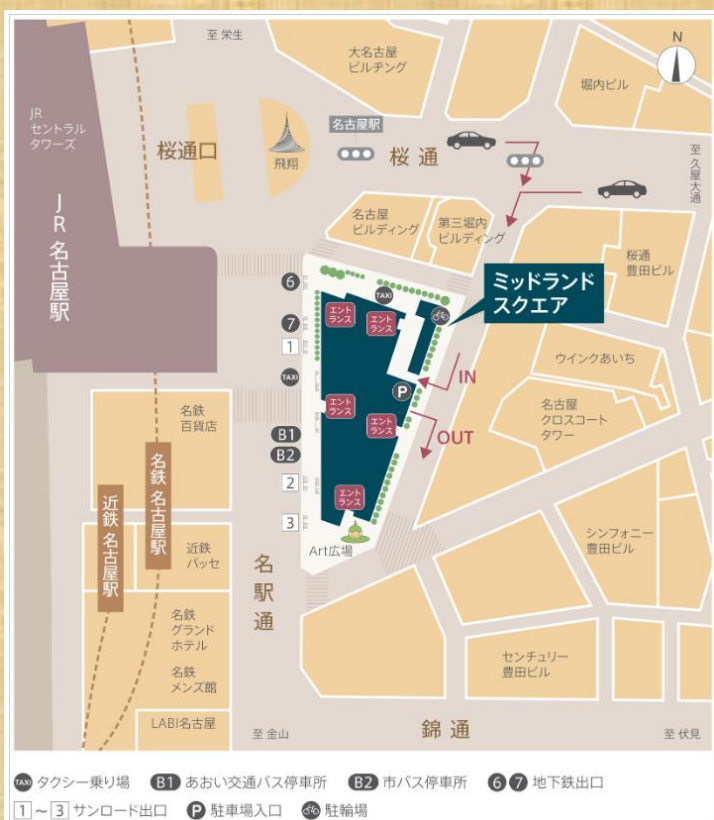 至 栄生
N
大名古屋
ビルヂング
堀内ビル
JR
セントラル
タワーズ
桜通口
飛翔
名古屋駅
桜通
至 久屋大通
JR 名古屋駅
名古屋
ビルディング
第三堀内
ビルディング
桜通
豊田ビル
ミッドランド
スクエア
6
TAXI
エント
ランス
エント
ランス
7
1
ウインクあいち
IN
TAXI
P
名鉄
百貨店
エント
ランス
エント
ランス
名古屋
クロスコート
タワー
B1
OUT
B2
名鉄 名古屋駅
近鉄 名古屋駅
2
エント
ランス
3
Art広場
シンフォニー
豊田ビル
近鉄
パッセ
名駅通
名鉄
グランド
ホテル
名鉄
メンズ館
センチュリー
豊田ビル
LABI名古屋
至 金山
錦通
至 伏見
TAXI タクシー乗り場 B1 あおい交通バス停車所 B2 市バス停車所 6 7 地下鉄出口
1 ～ 3 サンロード出口 P 駐車場入口 駐輪場